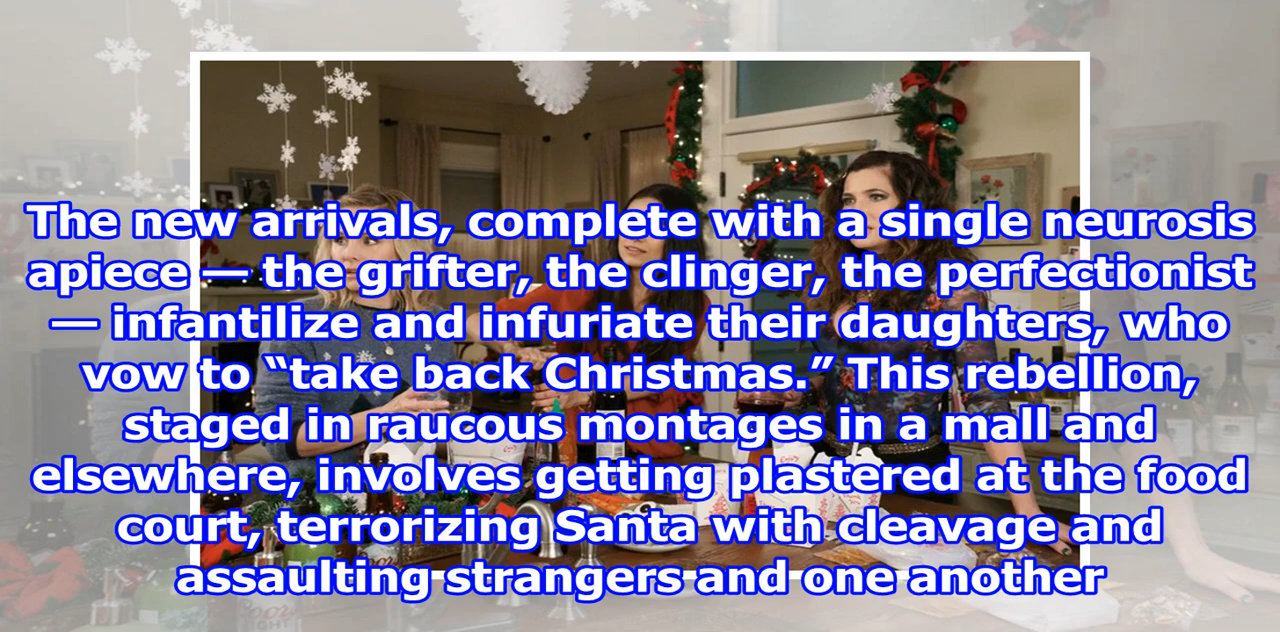 The new arrivals, complete with a single neurosis
apiece — the grifter, the clinger, the perfectionist
— infantilize and infuriate their daughters, who
vow to “take back Christmas.” This rebellion,
staged in raucous montages in a mall and
elsewhere, involves getting plastered at the food
court, terrorizing Santa with cleavage and
assaulting strangers and one another